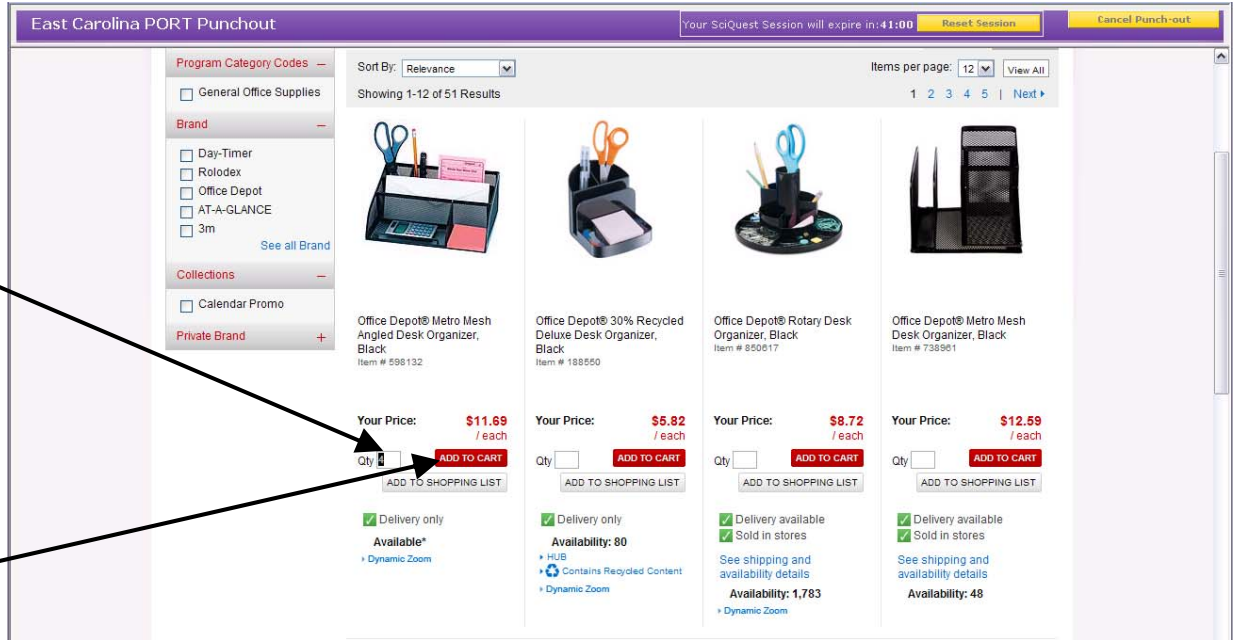 East Carolina PORT Punchout
Your SciQuest Session will expire in:41:00
Reset Session
Cancel Punch-out
Program Category Codes –
General Office Supplies
Brand –
Day-Timer
Rolodex
Office Depot
AT-A-GLANCE
3m
See all Brand
Collections –
Calendar Promo
Private Brand +
Sort By: Relevance
Items per page: 12 View All
Showing 1-12 of 51 Results
1 2 3 4 5 | Next
Office Depot® Metro Mesh
Angled Desk Organizer,
Black
Item # 598132
Your Price: $11.69
/ each
Qty 4 ADD TO CART
ADD TO SHOPPING LIST
Delivery only
Available*
Dynamic Zoom
Office Depot® 30% Recycled
Deluxe Desk Organizer,
Black
Item # 188550
Your Price: $5.82
/ each
Qty ADD TO CART
ADD TO SHOPPING LIST
Delivery only
Availability: 80
HUB
Contains Recycled Content
Dynamic Zoom
Office Depot® Rotary Desk
Organizer, Black
Item # 850617
Your Price: $8.72
/ each
Qty ADD TO CART
ADD TO SHOPPING LIST
Delivery available
Sold in stores
See shipping and
availability details
Availability: 1,783
Dynamic Zoom
Office Depot® Metro Mesh
Desk Organizer, Black
Item # 738961
Your Price: $12.59
/ each
Qty ADD TO CART
ADD TO SHOPPING LIST
Delivery available
Sold in stores
See shipping and
availability details
Availability: 48